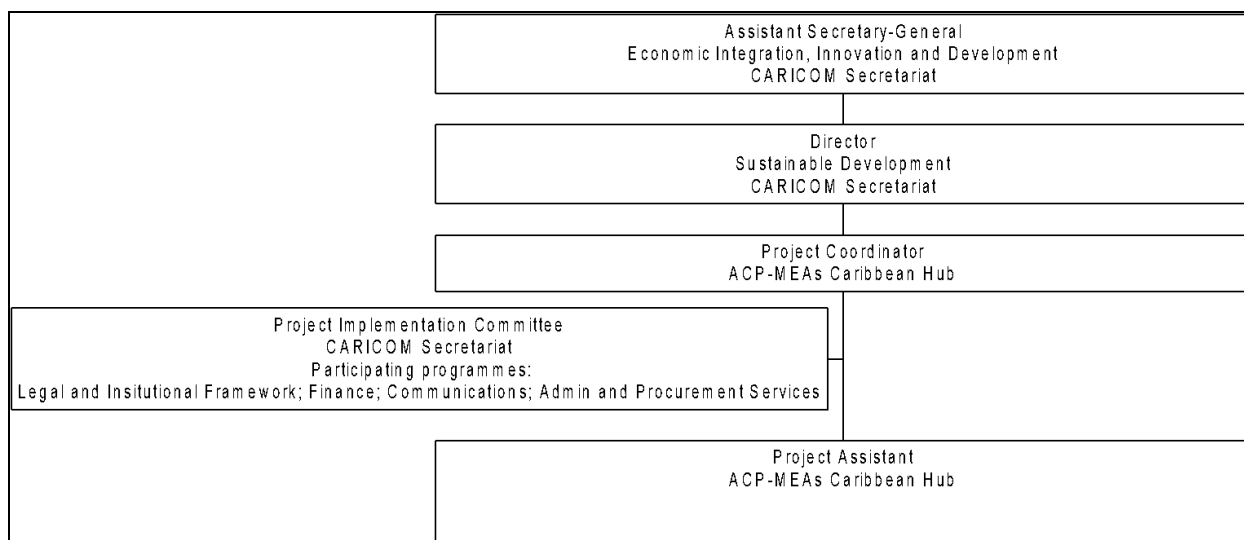 Assistant Secretary-General
Economic Integration, Innovation and Development
CARICOM Secretariat
Director
Sustainable Development
CARICOM Secretariat
Project Coordinator
ACP-MEAs Caribbean Hub
Project Implementation Committee
CARICOM Secretariat
Participating programmes:
Legal and Insitutional Framework; Finance; Communications; Admin and Procurement Services
Project Assistant
ACP-MEAs Caribbean Hub